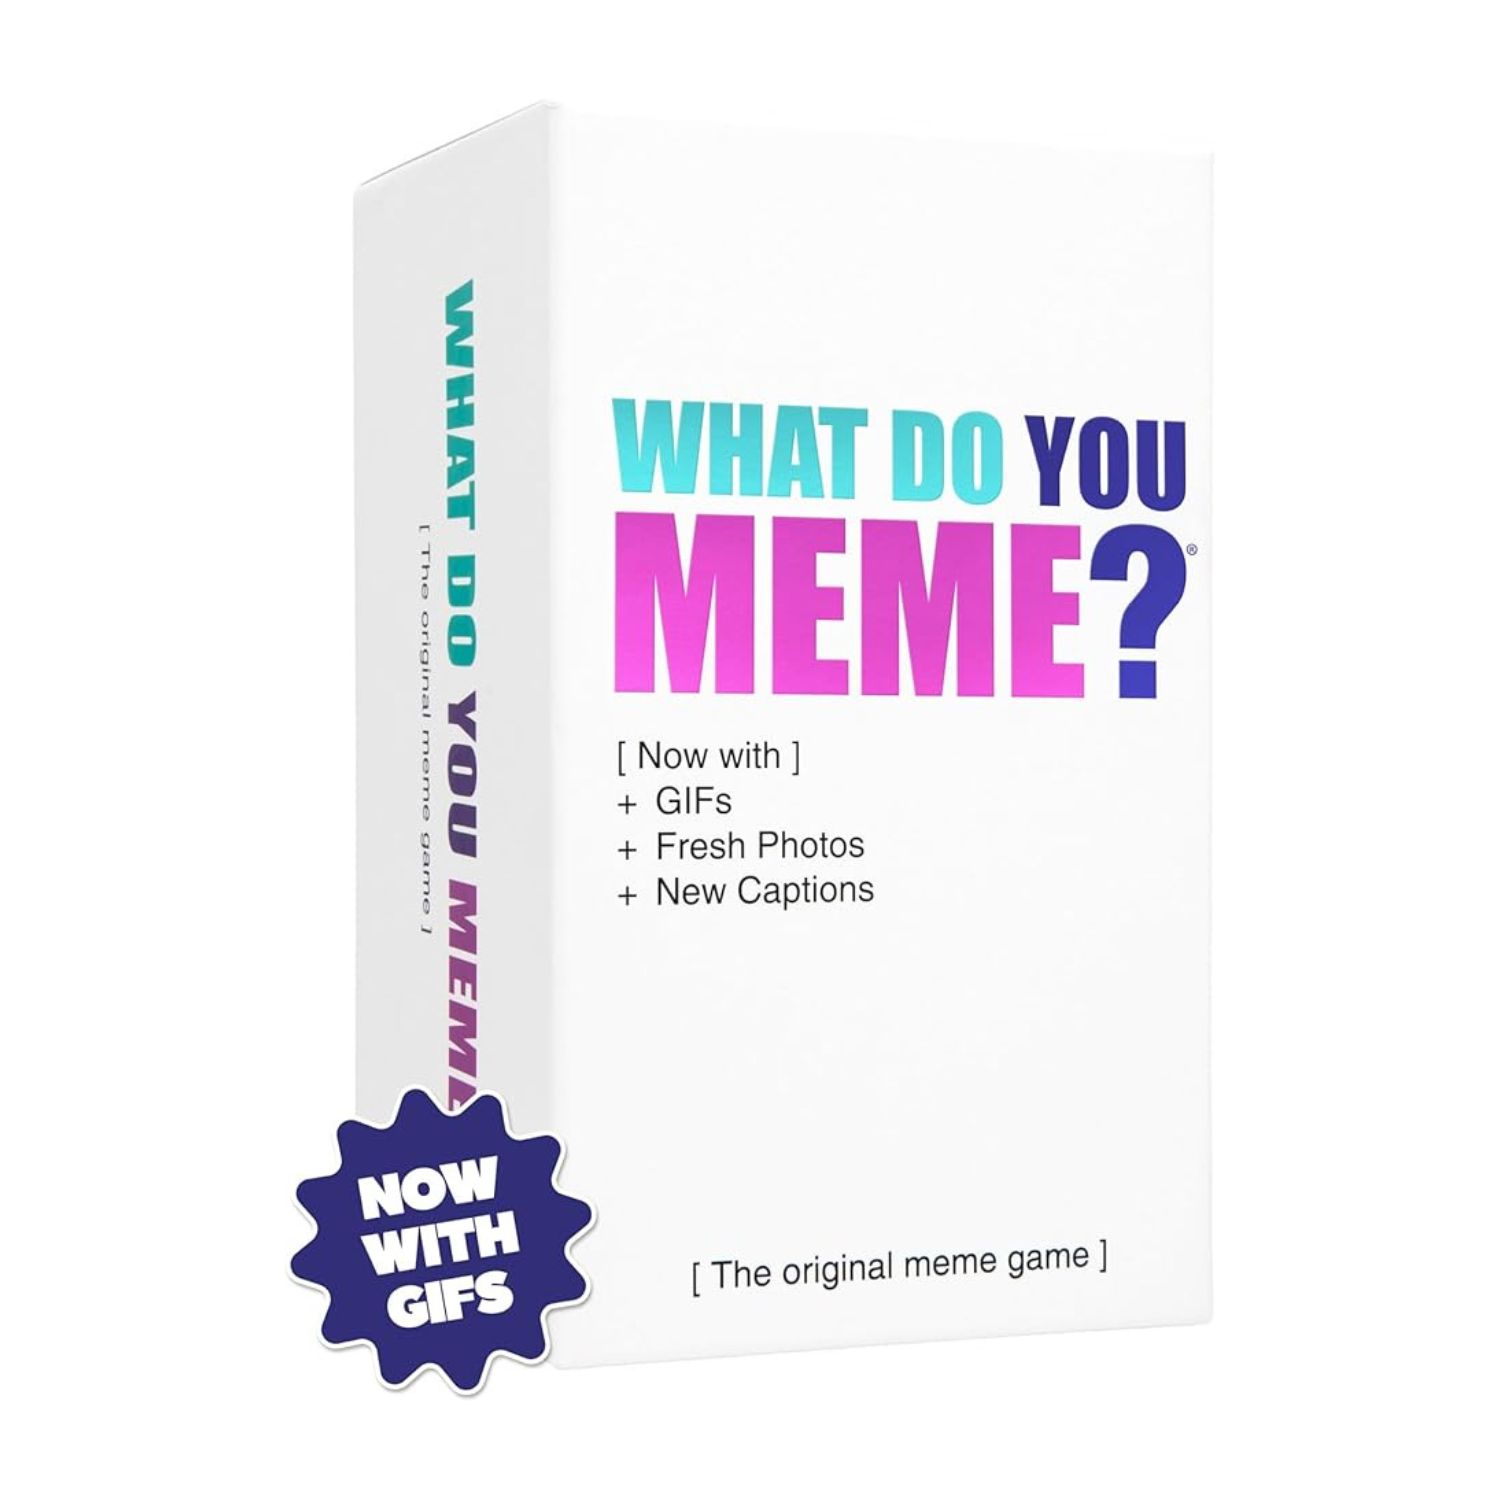 WHAT DO YOU
MEME?®
[ Now with ]
+ GIFs
+ Fresh Photos
+ New Captions
[ The original meme game ]
WHAT DO YOU MEME
[ The original meme game ]
NOW
WITH
GIFS